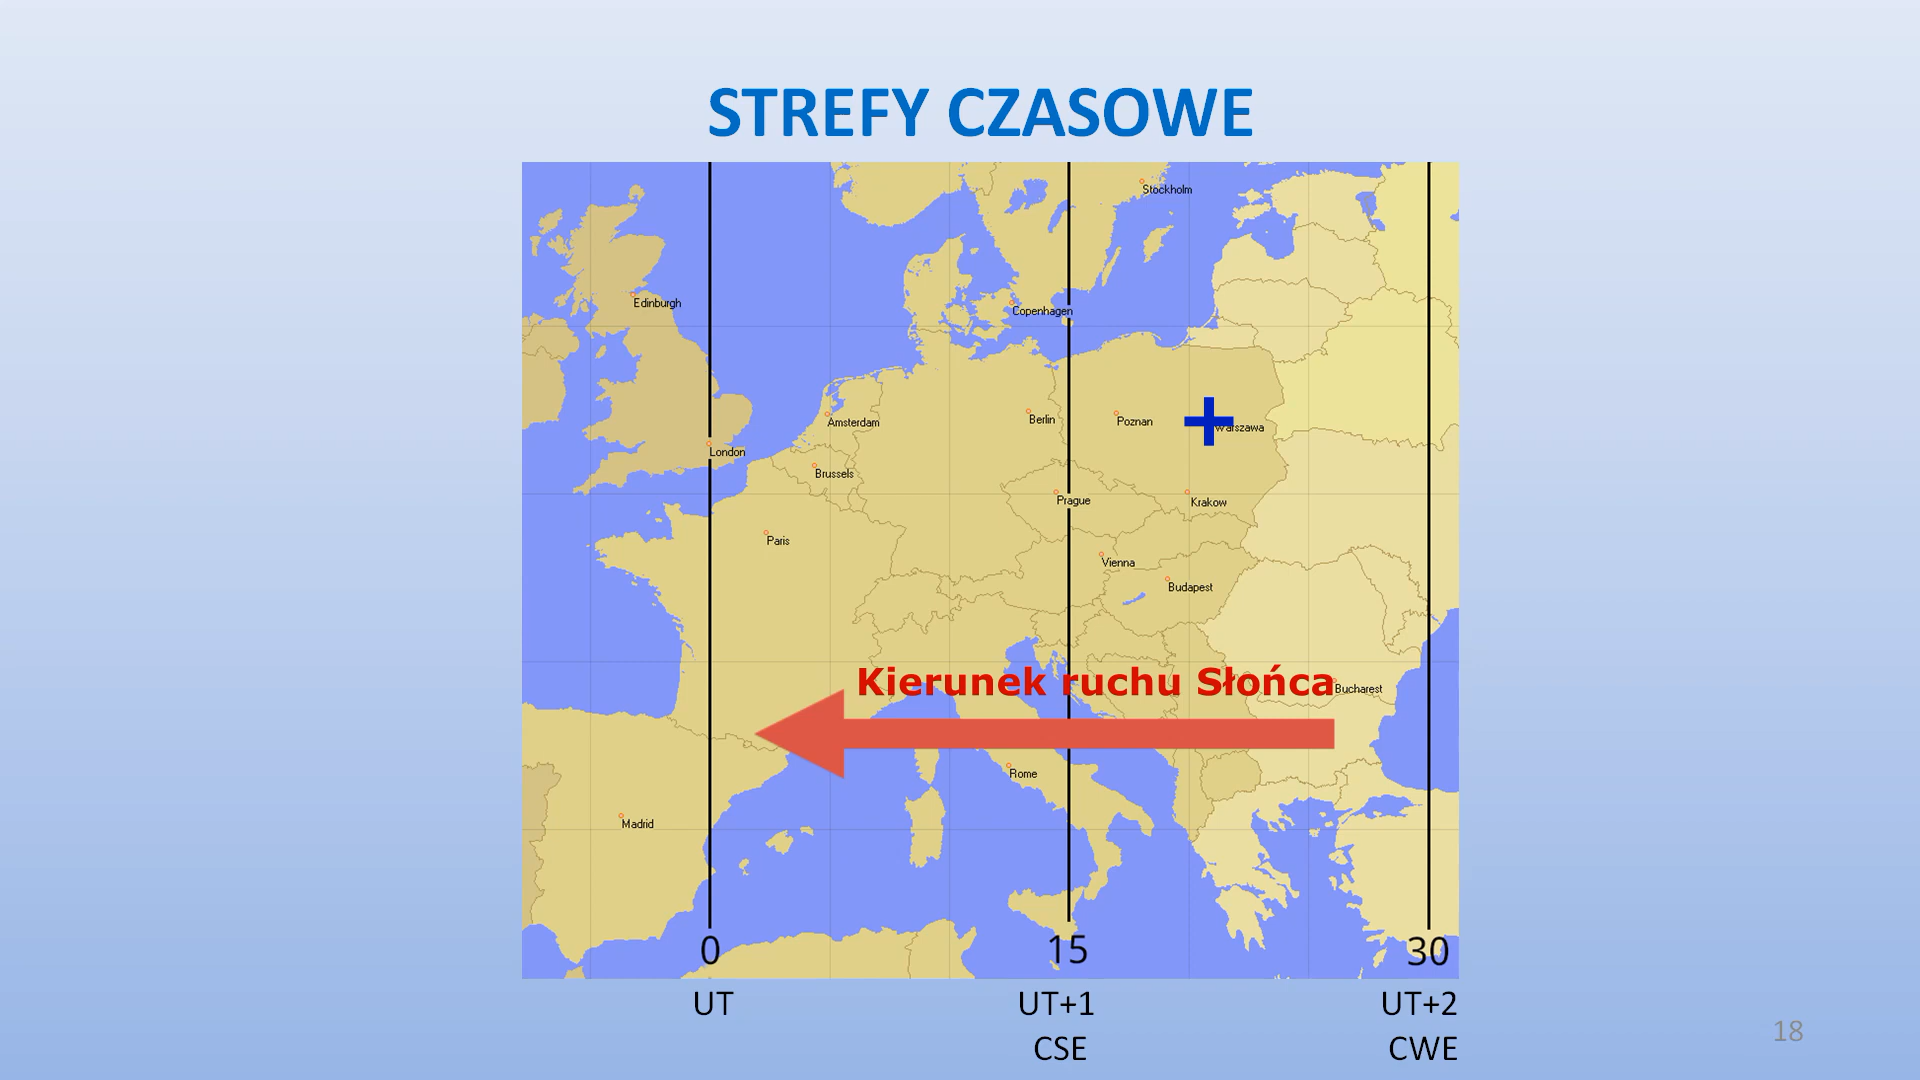 STREFY CZASOWE
Stockholm
Edinburgh
Copenhagen
Amsterdam
Berlin
Poznan
Warszawa
London
Brussels
Prague
Krakow
Paris
Vienna
Budapest
Kierunek ruchu Słońca
Bucharest
Rome
Madrid
0 15 30
UT UT+1 UT+2
CSE CWE
18